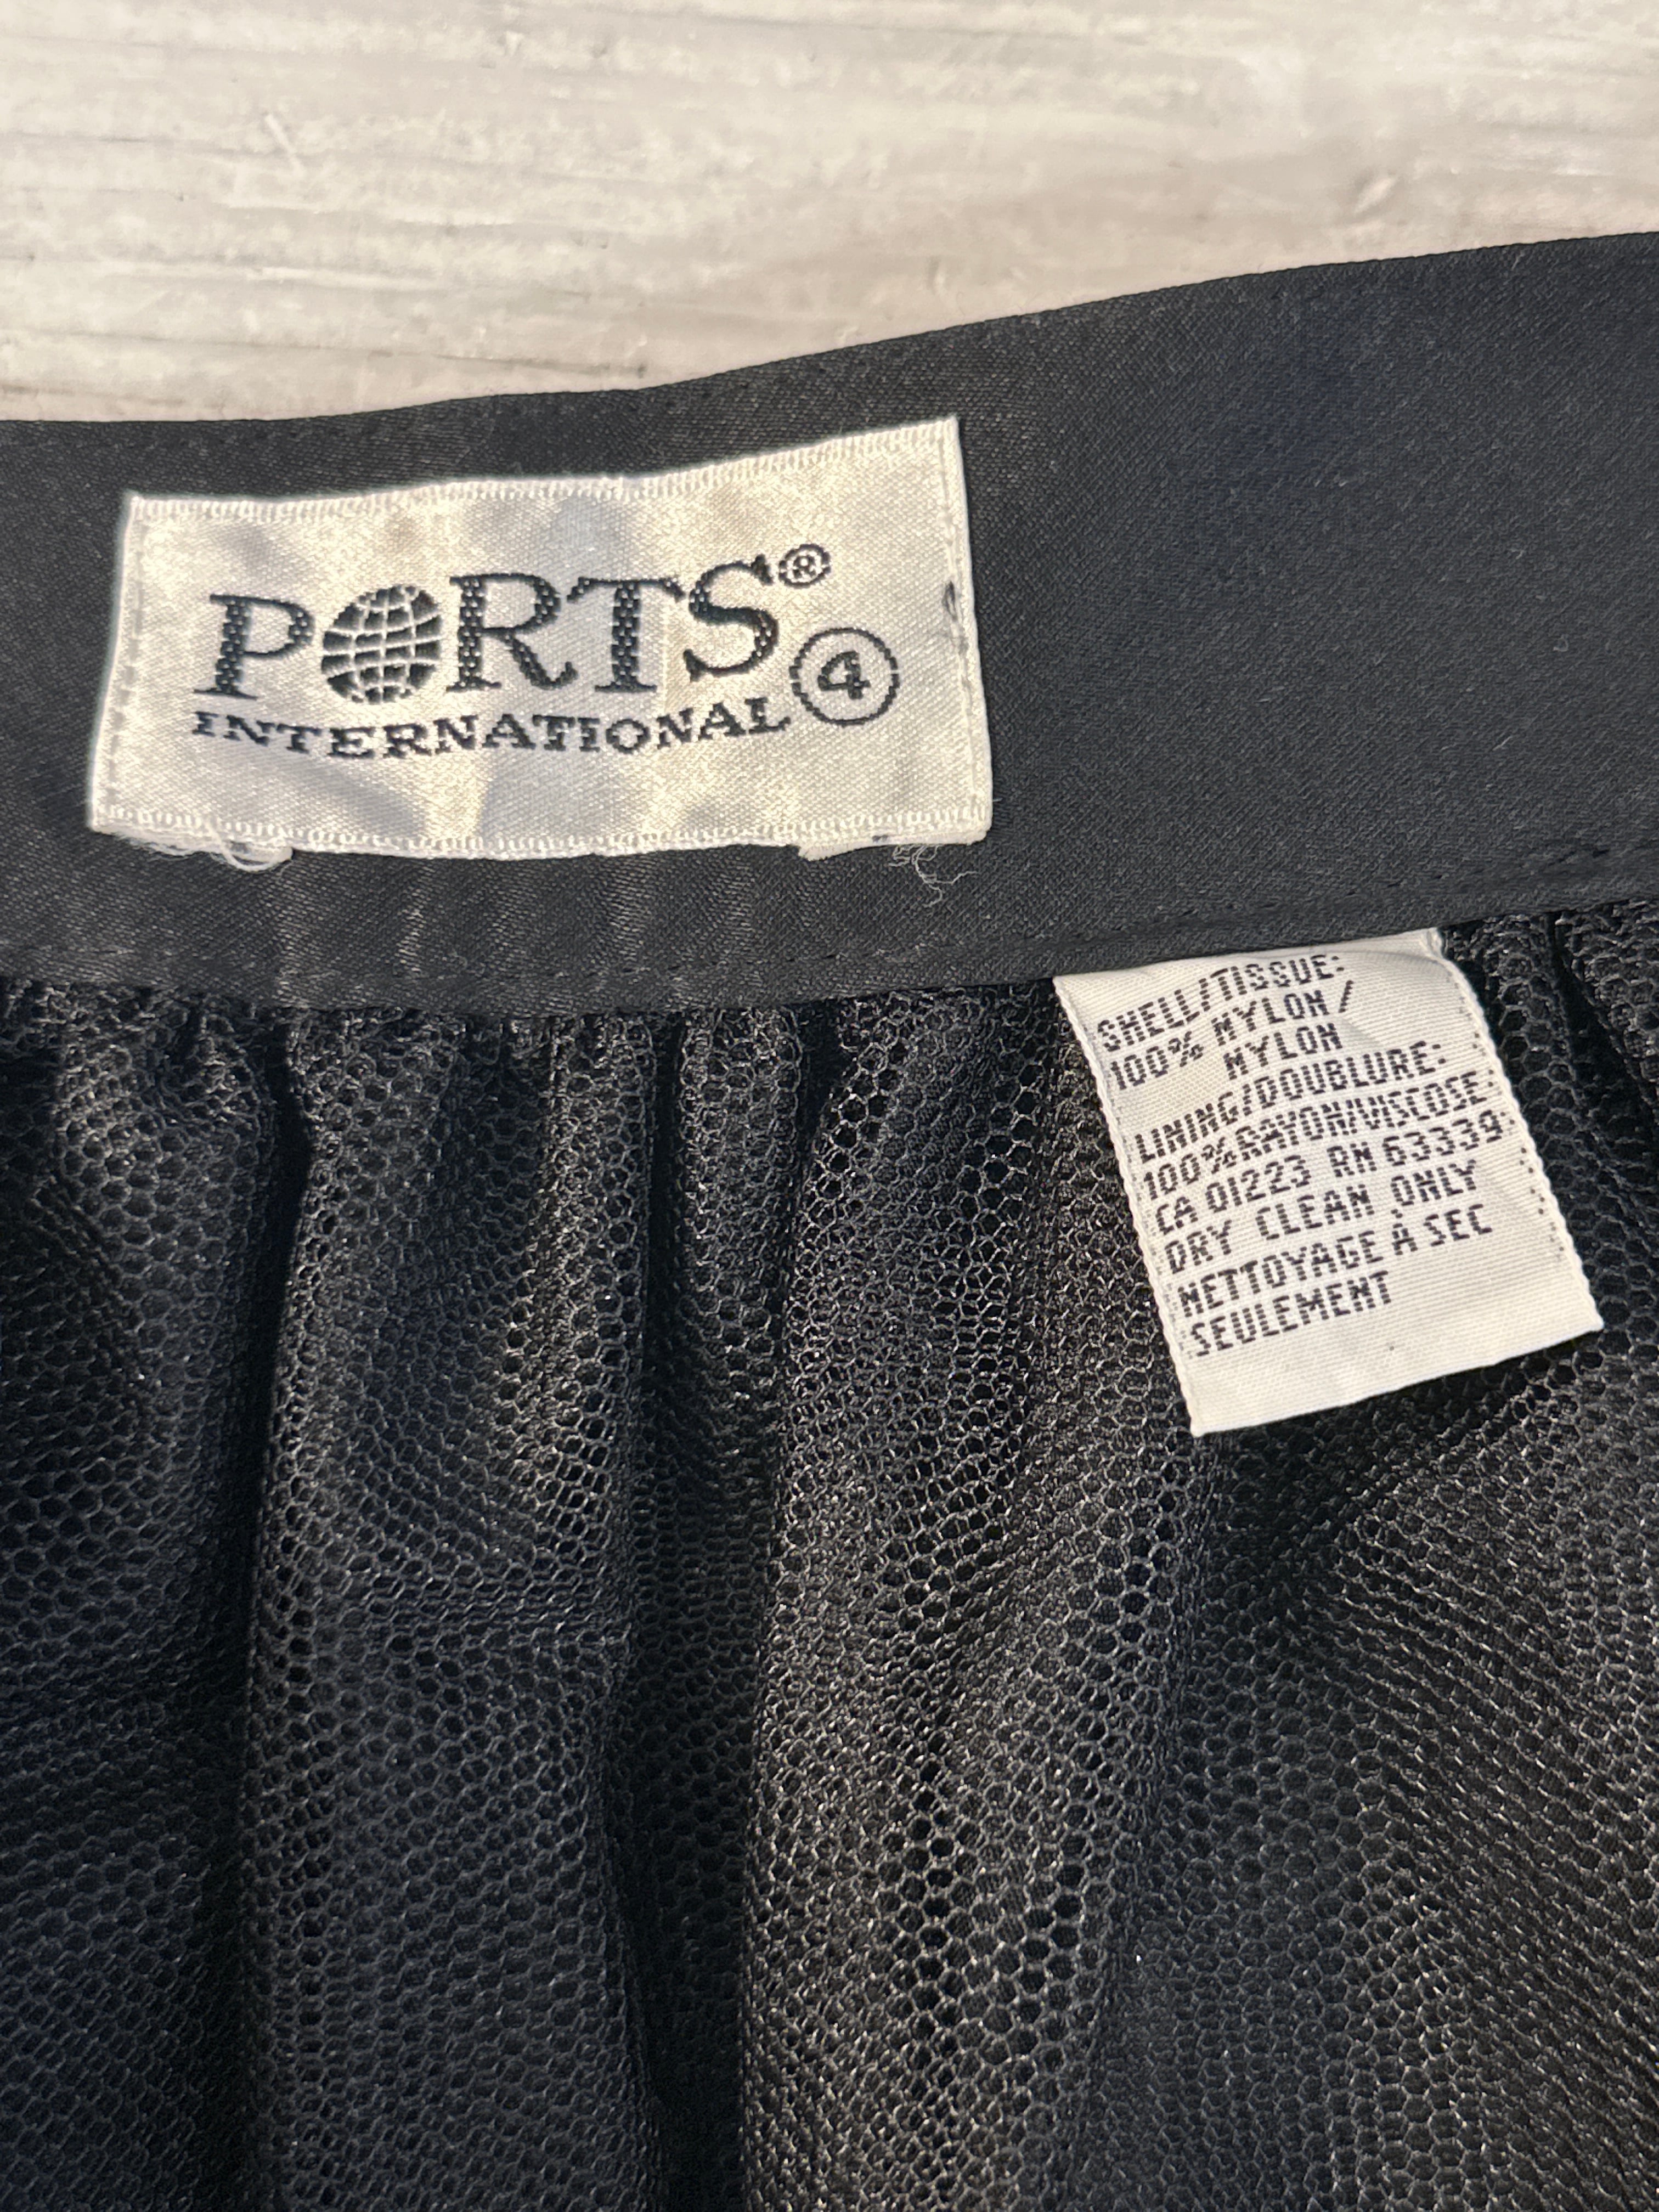 PORTS®
INTERNATIONAL 4
SHELL/TISSUE:
100% NYLON/
NYLON
LINING/DOUBLURE:
100%RAYON/VISCOSE
CA 01223 RN 63339
DRY CLEAN ONLY
NETTOYAGE À SEC
SEULEMENT